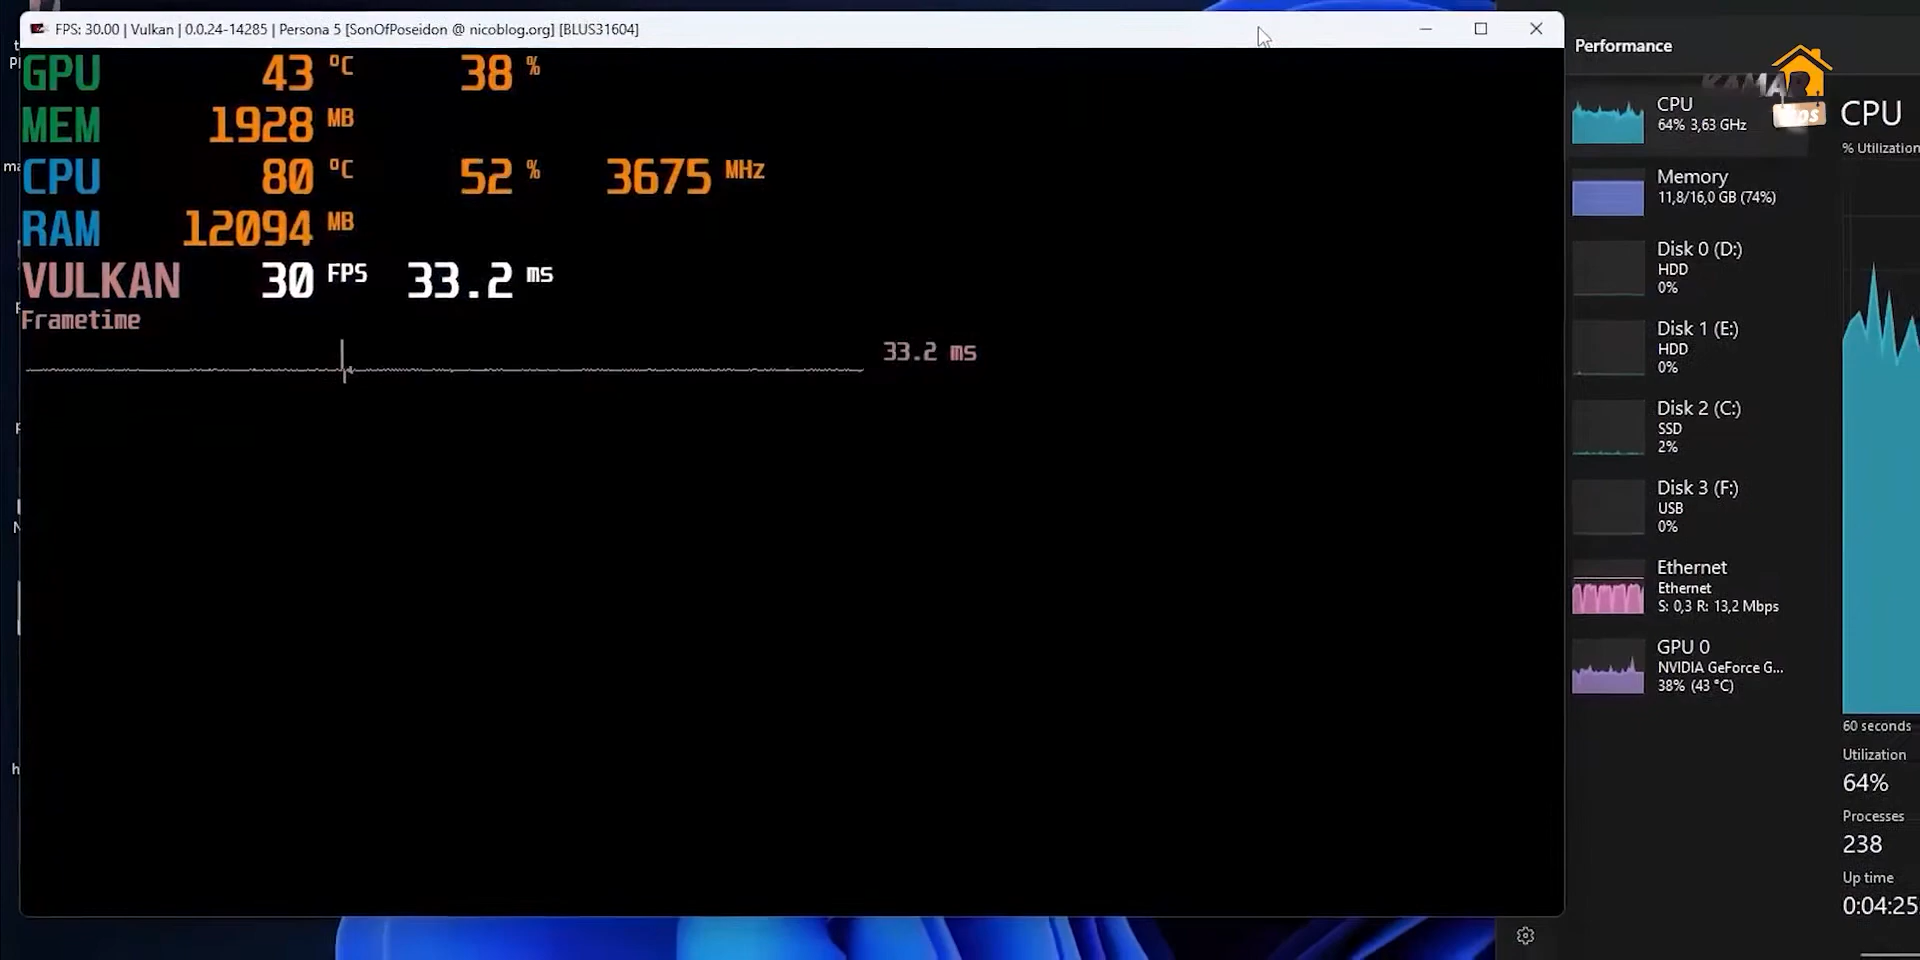 FPS: 30.00 | Vulkan | 0.0.24-14285 | Persona 5 [SonOfPoseidon @ nicoblog.org] [BLUS31604]
GPU 43 °C 38 %
MEM 1928 MB
CPU 80 °C 52 % 3675 MHz
RAM 12094 MB
VULKAN 30 FPS 33.2 ms
Frametime
33.2 ms
Performance
CPU
64% 3,63 GHz
Memory
11,8/16,0 GB (74%)
Disk 0 (D:)
HDD
0%
Disk 1 (E:)
HDD
0%
Disk 2 (C:)
SSD
2%
Disk 3 (F:)
USB
0%
Ethernet
Ethernet
S: 0,3 R: 13,2 Mbps
GPU 0
NVIDIA GeForce G...
38% (43 °C)
CPU
% Utilization
60 seconds
Utilization
64%
Processes
238
Up time
0:04:25